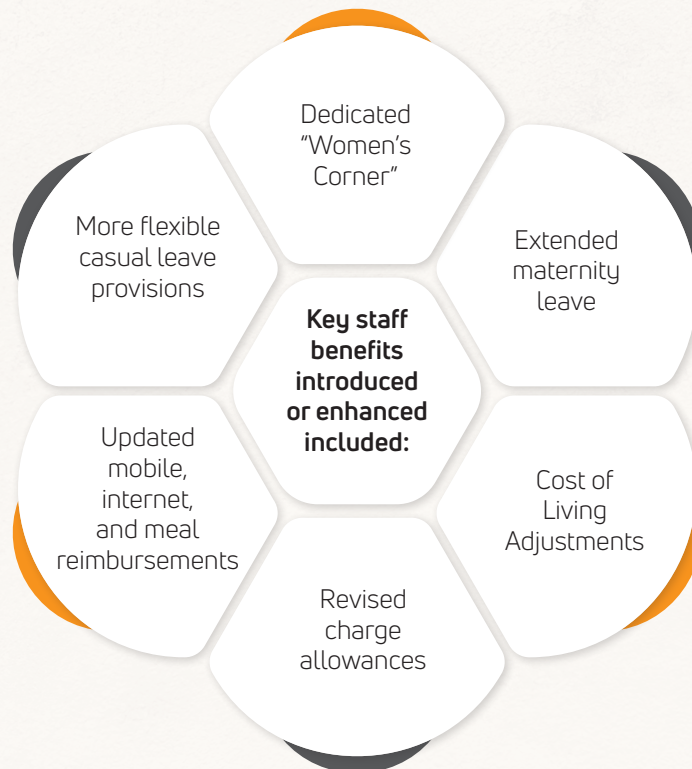 Dedicated
"Women's
Corner"
More flexible
casual leave
provisions
Extended
maternity
leave
Key staff
benefits
introduced
or enhanced
included:
Updated
mobile,
internet,
and meal
reimbursements
Cost of
Living
Adjustments
Revised
charge
allowances